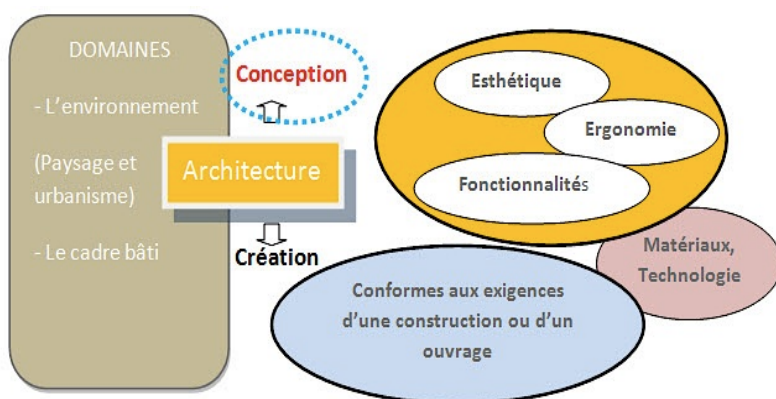 DOMAINES
- L’environnement
(Paysage et
urbanisme)
- Le cadre bâti
Conception
Architecture
Création
Esthétique
Ergonomie
Fonctionnalités
Matériaux,
Technologie
Conformes aux exigences
d’une construction ou d’un
ouvrage